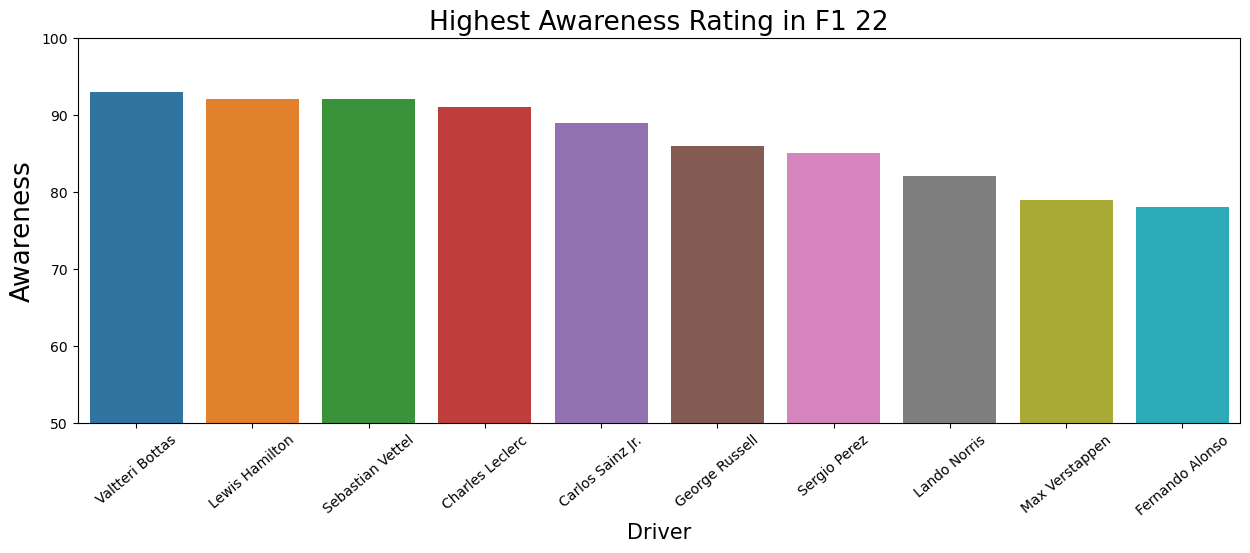 Highest Awareness Rating in F1 22
Awareness
100
90
80
70
60
50
Valtteri Bottas
Lewis Hamilton
Sebastian Vettel
Charles Leclerc
Carlos Sainz Jr.
George Russell
Sergio Perez
Lando Norris
Max Verstappen
Fernando Alonso
Driver